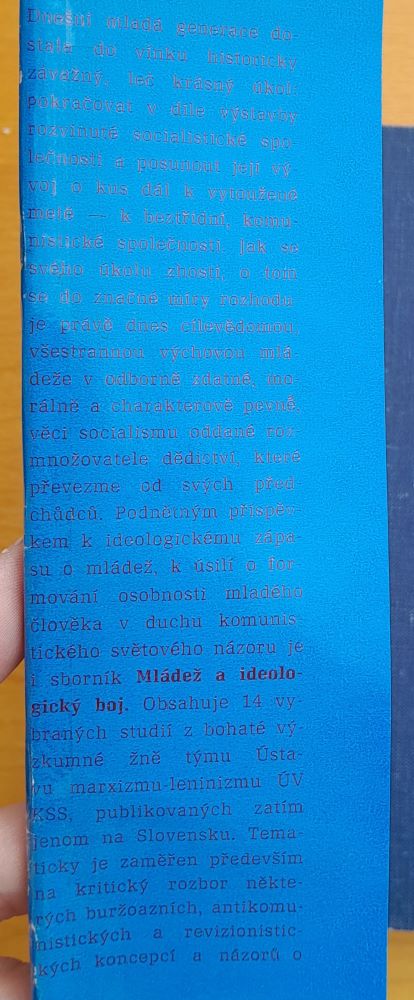 Dnešní mladá generace do-
stala do vínku historicky
závažný, leč krásný úkol:
pokračovat v díle výstavby
rozvinuté socialistické spo-
lečnosti a posunout její vý-
voj o kus dál k vytoužené
metě — k beztřídní, komu-
nistické společnosti. Jak se
svého úkolu zhostí, o tom
se do značné míry rozhodu-
je právě dnes cílevědomou,
všestrannou výchovou mlá-
deže v odborně zdatné, mo-
rálně a charakterově pevné,
věci socialismu oddané roz-
množovatele dědictví, které
převezme od svých před-
chůdců. Podnětným příspěv-
kem k ideologickému zápa-
su o mládež, k úsilí o for-
mování osobnosti mladého
člověka v duchu komunis-
tického světového názoru je
i sborník Mládež a ideolo-
gický boj. Obsahuje 14 vy-
braných studií z bohaté vý-
zkumné žně týmu Ústa-
vu marxizmu-leninizmu ÚV
KSS, publikovaných zatím
jenom na Slovensku. Tema-
ticky je zaměřen především
na kritický rozbor někte-
rých buržoazních, antikomu-
nistických a revizionistic-
kých koncepcí a názorů o